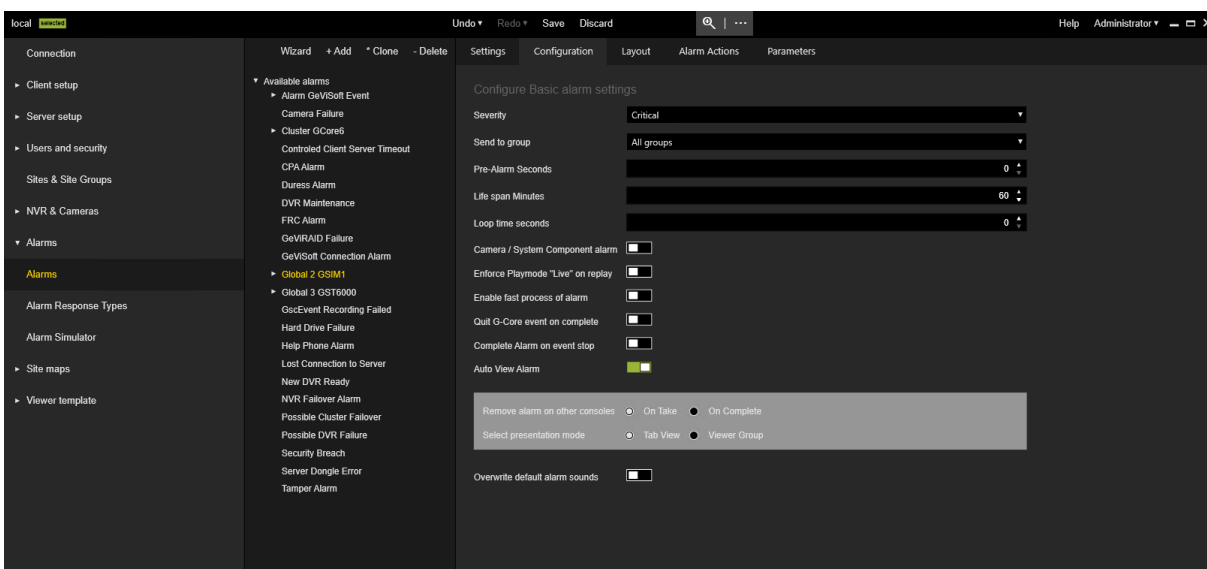 local selected Undo Redo Save Discard Help Administrator
Connection
Client setup
Server setup
Users and security
Sites & Site Groups
NVR & Cameras
Alarms
Alarms
Alarm Response Types
Alarm Simulator
Site maps
Viewer template
Wizard + Add * Clone - Delete
Available alarms
Alarm GeViSoft Event
Camera Failure
Cluster GCore6
Controled Client Server Timeout
CPA Alarm
Duress Alarm
DVR Maintenance
FRC Alarm
GeViRAID Failure
GeViSoft Connection Alarm
Global 2 GSIM1
Global 3 GST6000
GscEvent Recording Failed
Hard Drive Failure
Help Phone Alarm
Lost Connection to Server
New DVR Ready
NVR Failover Alarm
Possible Cluster Failover
Possible DVR Failure
Security Breach
Server Dongle Error
Tamper Alarm
Settings Configuration Layout Alarm Actions Parameters
Configure Basic alarm settings
Severity Critical
Send to group All groups
Pre-Alarm Seconds 0
Life span Minutes 60
Loop time seconds 0
Camera / System Component alarm
Enforce Playmode "Live" on replay
Enable fast process of alarm
Quit G-Core event on complete
Complete Alarm on event stop
Auto View Alarm
Remove alarm on other consoles On Take On Complete
Select presentation mode Tab View Viewer Group
Overwrite default alarm sounds